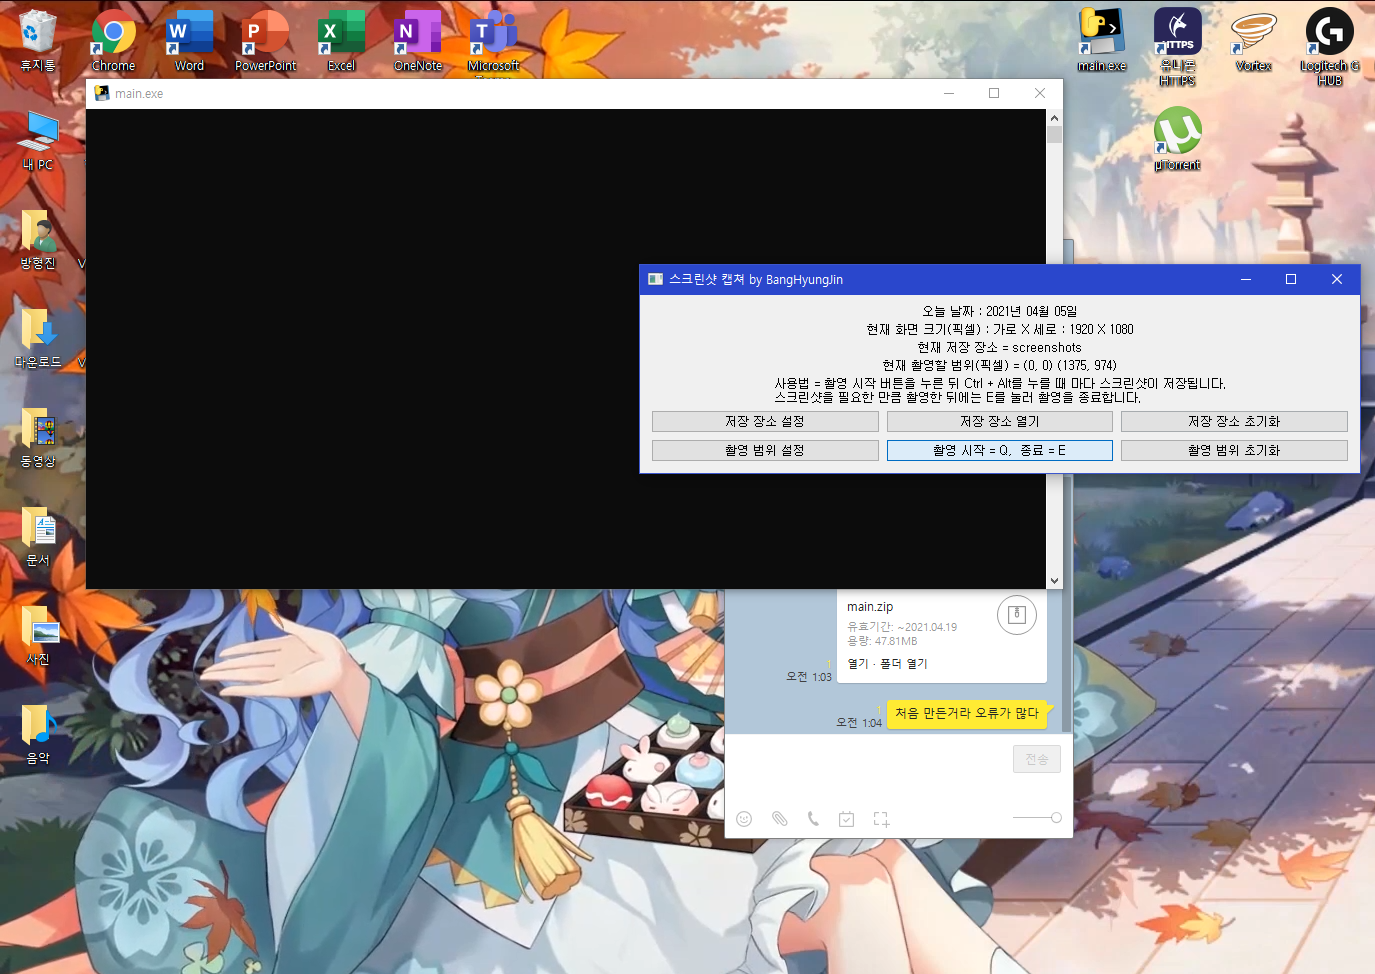 휴지통
Chrome
Word
PowerPoint
Excel
OneNote
Microsoft
main.exe
유니콘
HTTPS
HTTPS
Vortex
Logitech G
HUB
µTorrent
내 PC
방형진
V
다운로드
V
동영상
문서
사진
음악
main.exe
스크린샷 캡쳐 by BangHyungJin
오늘 날짜 : 2021년 04월 05일
현재 화면 크기(픽셀) : 가로 X 세로 : 1920 X 1080
현재 저장 장소 = screenshots
현재 촬영할 범위(픽셀) = (0, 0) (1375, 974)
사용법 = 촬영 시작 버튼을 누른 뒤 Ctrl + Alt를 누를 때 마다 스크린샷이 저장됩니다.
스크린샷을 필요한 만큼 촬영한 뒤에는 E를 눌러 촬영을 종료합니다.
저장 장소 설정 저장 장소 열기 저장 장소 초기화
촬영 범위 설정 촬영 시작 = Q, 종료 = E 촬영 범위 초기화
main.zip
유효기간: ~2021.04.19
용량: 47.81MB
열기 · 폴더 열기
1
오전 1:03
1
오전 1:04
처음 만든거라 오류가 많다
전송